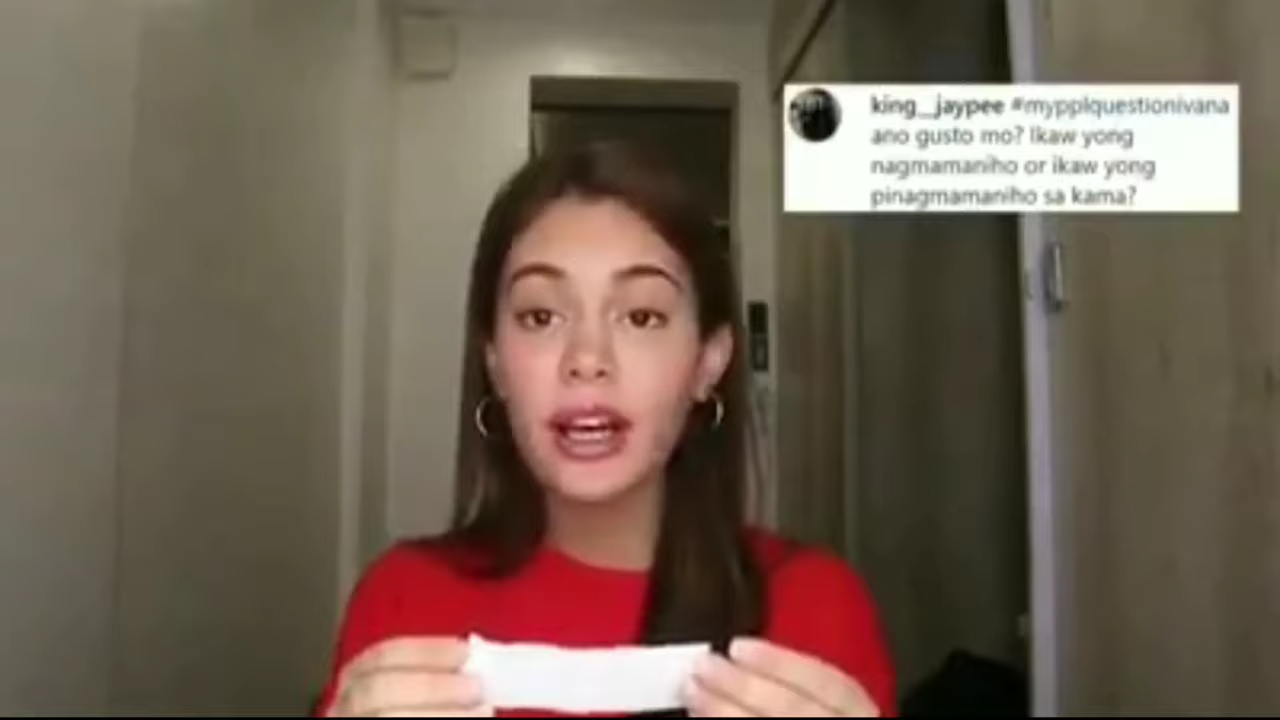 king_jaypee #mypplquestionivana
ano gusto mo? Ikaw yong
nagmamaniho or ikaw yong
pinagmamaniho sa kama?